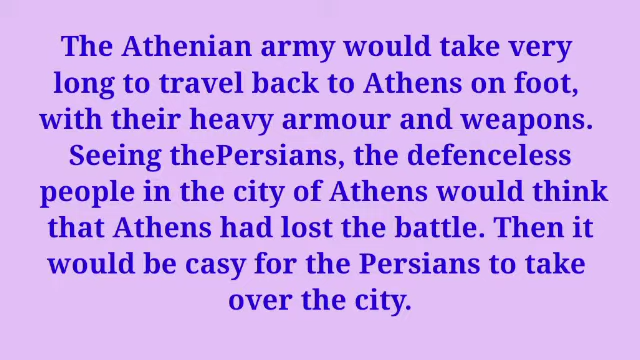 The Athenian army would take very
long to travel back to Athens on foot,
with their heavy armour and weapons.
Seeing thePersians, the defenceless
people in the city of Athens would think
that Athens had lost the battle. Then it
would be casy for the Persians to take
over the city.